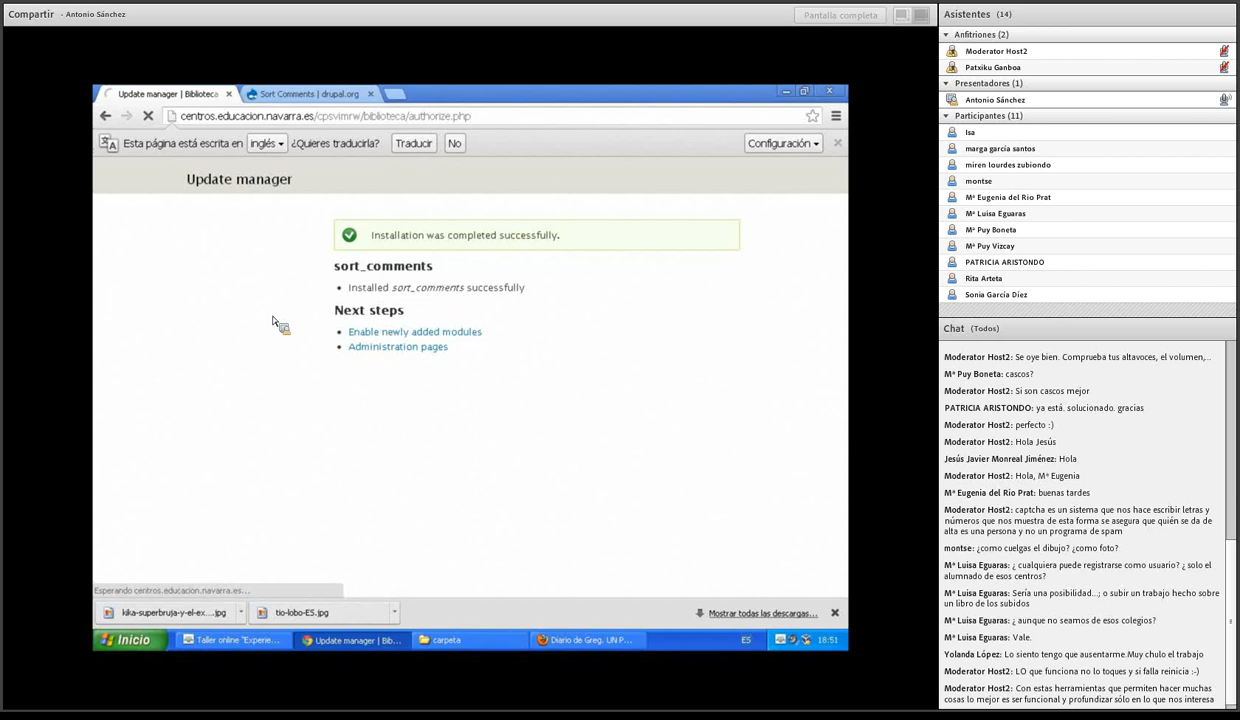 Compartir - Antonio Sánchez
Pantalla completa
Update manager | Biblioteca
Sort Comments | drupal.org
centros.educacion.navarra.es/cpsvimrw/biblioteca/authorize.php
Esta página está escrita en inglés ¿Quieres traducirla? Traducir No Configuración
Update manager
Installation was completed successfully.
sort_comments
Installed sort_comments successfully
Next steps
Enable newly added modules
Administration pages
Esperando centros.educacion.navarra.es...
kika-superbruja-y-el-ex....jpg
tio-lobo-ES.jpg
Mostrar todas las descargas...
Inicio
Taller online "Experie...
Update manager | Bib...
carpeta
Diario de Greg. UN P...
ES
18:51
Asistentes (14)
Anfitriones (2)
Moderator Host2
Patxiku Ganboa
Presentadores (1)
Antonio Sánchez
Participantes (11)
Isa
marga garcía santos
miren lourdes zubiondo
montse
Mª Eugenia del Rio Prat
Mª Luisa Eguaras
Mª Puy Boneta
Mª Puy Vizcay
PATRICIA ARISTONDO
Rita Arteta
Sonia García Díez
Chat (Todos)
Moderator Host2: Se oye bien. Comprueba tus altavoces, el volumen,...
Mª Puy Boneta: cascos?
Moderator Host2: Si son cascos mejor
PATRICIA ARISTONDO: ya está. solucionado. gracias
Moderator Host2: perfecto :)
Moderator Host2: Hola Jesús
Jesús Javier Monreal Jiménez: Hola
Moderator Host2: Hola, Mª Eugenia
Mª Eugenia del Rio Prat: buenas tardes
Moderator Host2: captcha es un sistema que nos hace escribir letras y
números que nos muestra de esta forma se asegura que quién se da de
alta es una persona y no un programa de spam
montse: ¿como cuelgas el dibujo? ¿como foto?
Mª Luisa Eguaras: ¿ cualquiera puede registrarse como usuario? ¿ solo el
alumnado de esos centros?
Mª Luisa Eguaras: Sería una posibilidad...; o subir un trabajo hecho sobre
un libro de los subidos
Mª Luisa Eguaras: ¿ aunque no seamos de esos colegios?
Mª Luisa Eguaras: Vale.
Yolanda López: Lo siento tengo que ausentarme.Muy chulo el trabajo
Moderator Host2: LO que funciona no lo toques y si falla reinicia :-)
Moderator Host2: Con estas herramientas que permiten hacer muchas
cosas lo mejor es ser funcional y profundizar sólo en lo que nos interesa